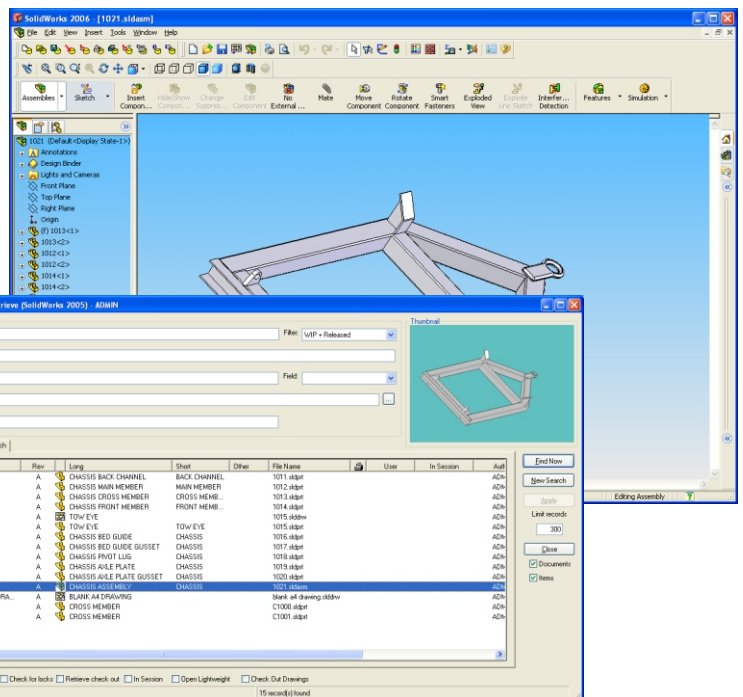 SolidWorks 2006 - [1021.sldasm]
File Edit View Insert Tools Window Help
Assemblies Sketch Insert Compon... Hide/Show Compon... Change Suppres... Edit Component No External ... Mate Move Component Rotate Component Smart Fasteners Exploded View Explode Line Sketch Interfer... Detection Features Simulation
1021 (Default<Display State-1>)
Annotations
Design Binder
Lights and Cameras
Front Plane
Top Plane
Right Plane
Origin
(f) 1013<1>
1013<2>
1012<1>
1012<2>
1014<1>
1014<2>
Editing Assembly
trieve (SolidWorks 2005) - ADMIN
Filter: WIP + Released
Field:
Thumbnail
Rev Long Short Other File Name User In Session Auth
A CHASSIS BACK CHANNEL BACK CHANNEL 1011.sldprt ADM
A CHASSIS MAIN MEMBER MAIN MEMBER 1012.sldprt ADM
A CHASSIS CROSS MEMBER CROSS MEMB... 1013.sldprt ADM
A CHASSIS FRONT MEMBER FRONT MEMB... 1014.sldprt ADM
A TOW EYE 1015.slddrw ADM
A TOW EYE TOW EYE 1015.sldprt ADM
A CHASSIS BED GUIDE CHASSIS 1016.sldprt ADM
A CHASSIS BED GUIDE GUSSET CHASSIS 1017.sldprt ADM
A CHASSIS PIVOT LUG CHASSIS 1018.sldprt ADM
A CHASSIS AXLE PLATE CHASSIS 1019.sldprt ADM
A CHASSIS AXLE PLATE GUSSET CHASSIS 1020.sldprt ADM
A CHASSIS ASSEMBLY CHASSIS 1021.sldasm ADM
RA... A BLANK A4 DRAWING blank a4 drawing.slddrw ADM
A CROSS MEMBER C1000.sldprt ADM
A CROSS MEMBER C1001.sldprt ADM
Find Now
New Search
Apply
Limit records
300
Close
Documents
Items
Check for locks Retrieve check out In Session Open Lightweight Check Out Drawings
15 record(s) found